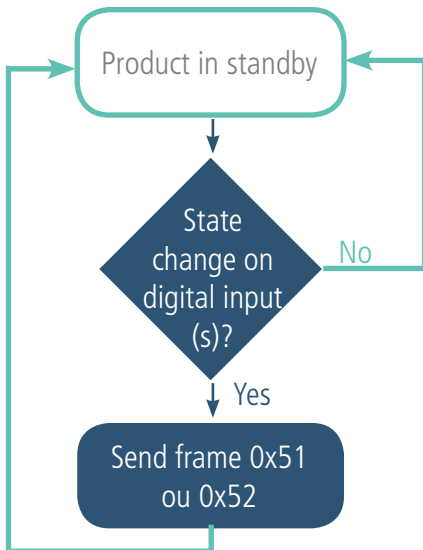 Product in standby
State
change on
digital input
(s)?
No
Yes
Send frame 0x51
ou 0x52